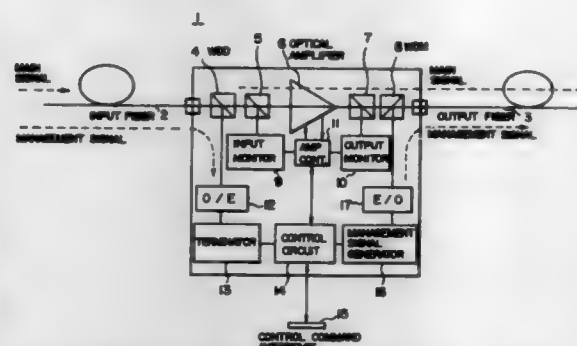 1
4 WDD
5
6 OPTICAL
AMPLIFIER
7
8 WDM
MAIN
SIGNAL
MAIN
SIGNAL
INPUT FIBER 2
OUTPUT FIBER 3
MANAGEMENT SIGNAL
MANAGEMENT SIGNAL
11
INPUT
MONITOR
AMP
CONT.
OUTPUT
MONITOR
9
10
O/E
12
17
E/O
TERMINATOR
CONTROL
CIRCUIT
MANAGEMENT
SIGNAL
GENERATOR
13
14
16
15
CONTROL COMMAND